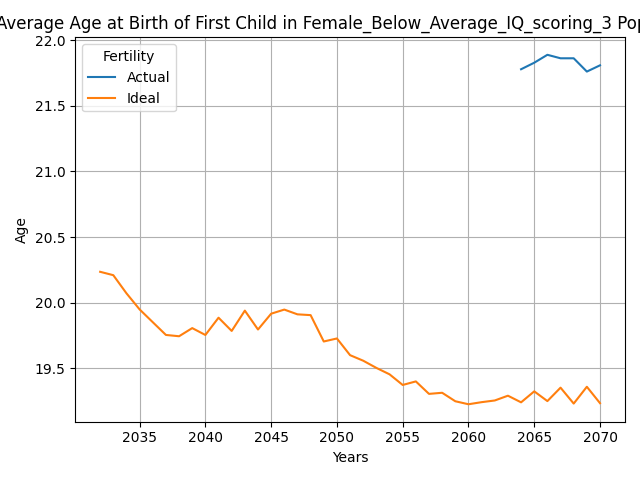 Average Age at Birth of First Child in Female_Below_Average_IQ_scoring_3 Pop
22.0
21.5
21.0
20.5
20.0
19.5
Age
Fertility
Actual
Ideal
2035 2040 2045 2050 2055 2060 2065 2070
Years